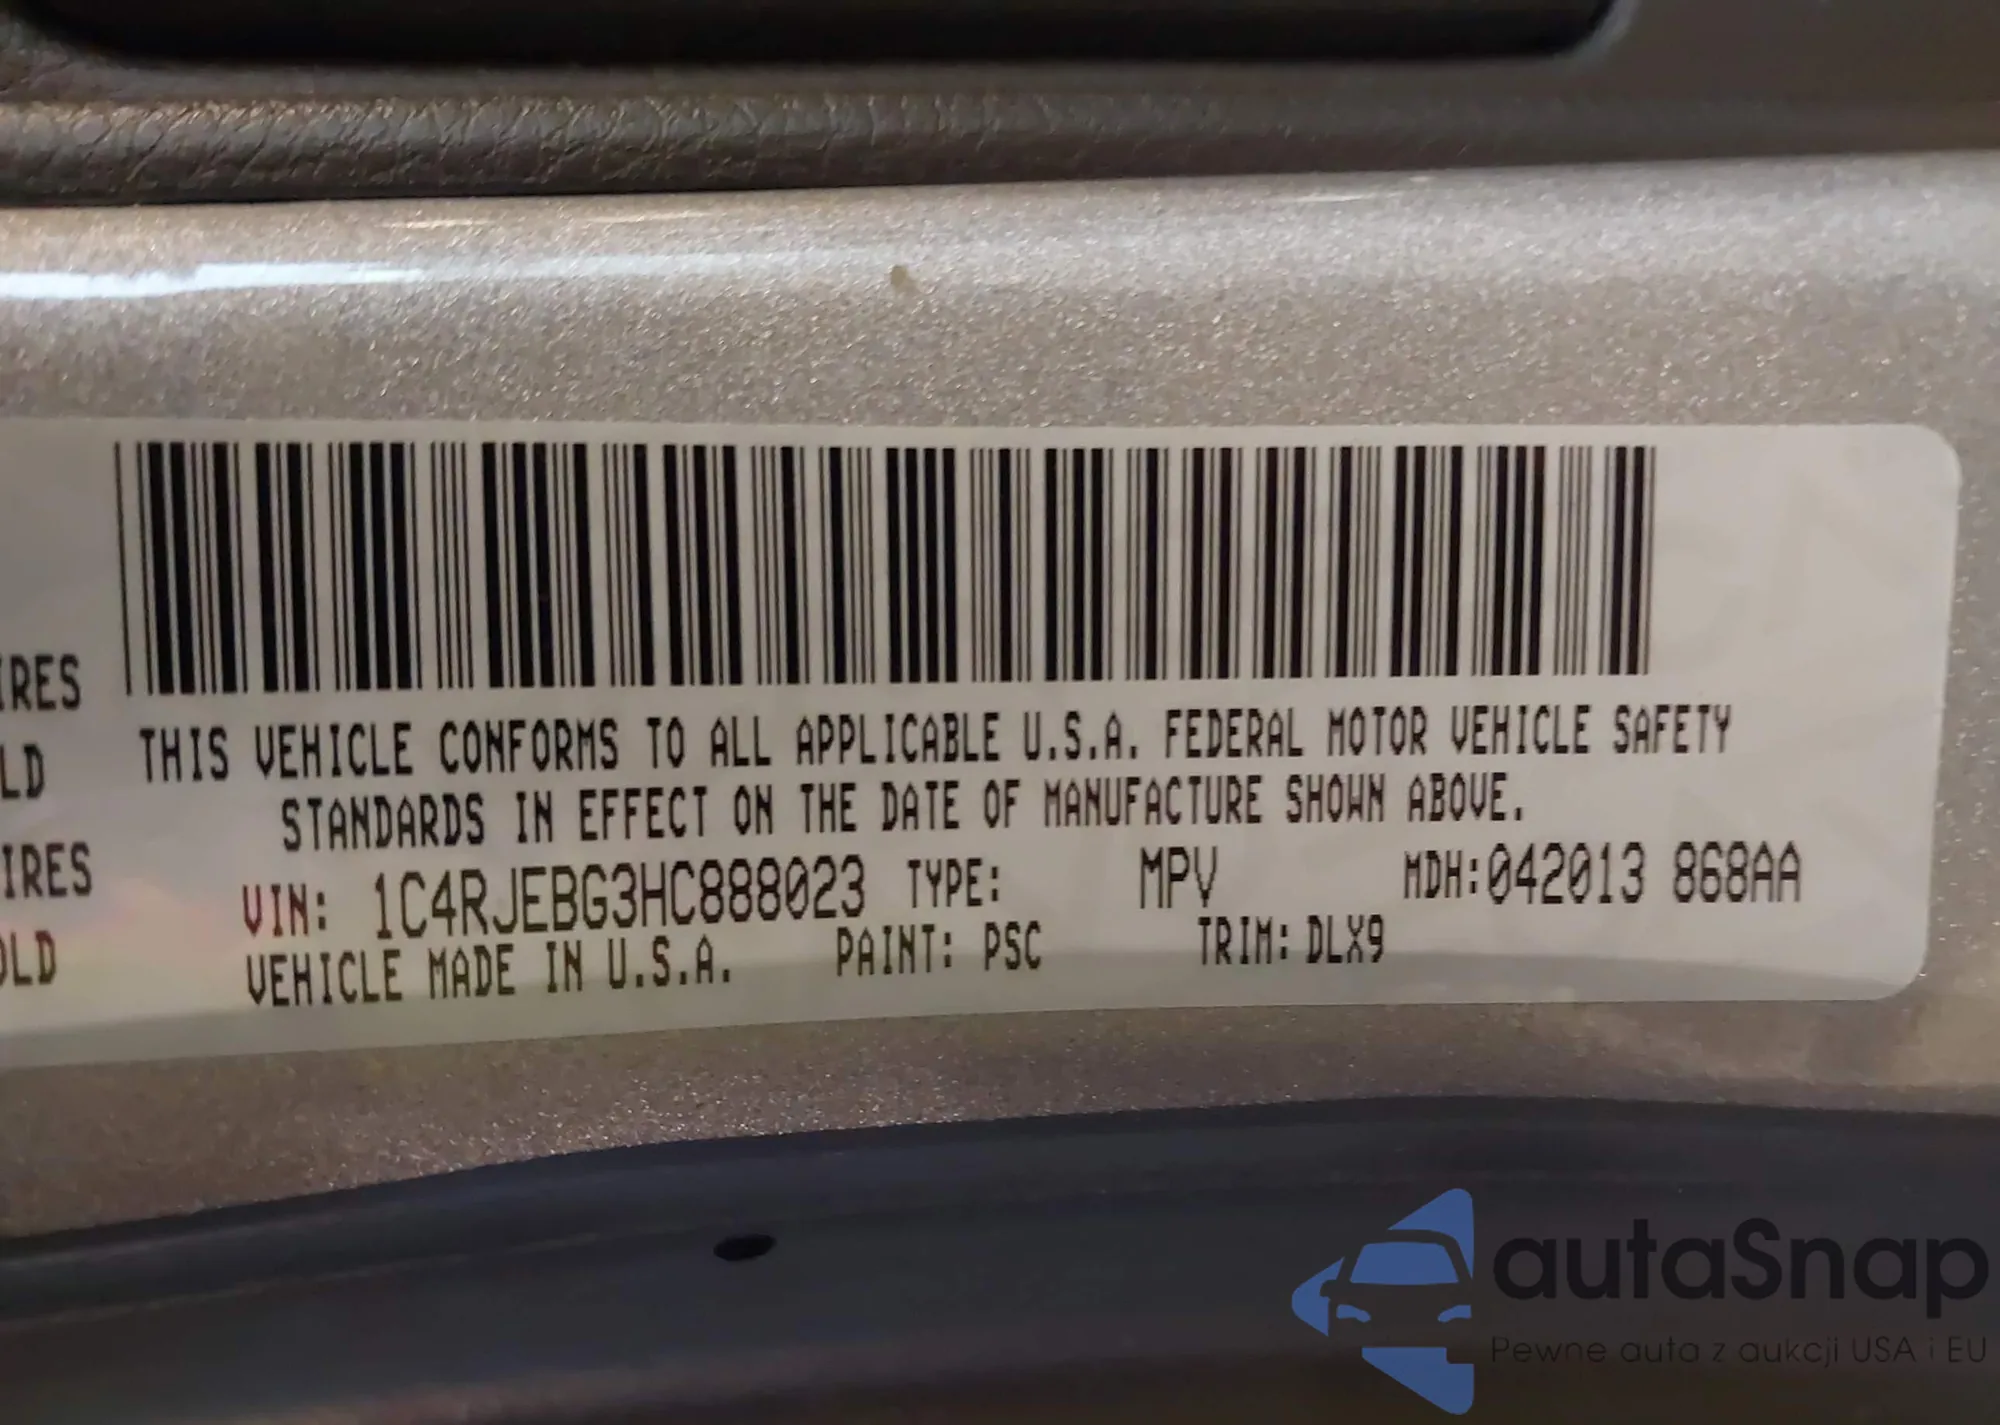 IRES
LD
IRES
OLD
THIS VEHICLE CONFORMS TO ALL APPLICABLE U.S.A. FEDERAL MOTOR VEHICLE SAFETY
STANDARDS IN EFFECT ON THE DATE OF MANUFACTURE SHOWN ABOVE.
VIN: 1C4RJEBG3HC888023 TYPE: MPV MDH:042013 868AA
VEHICLE MADE IN U.S.A. PAINT: PSC TRIM: DLX9
autaSnap
Pewne auta z aukcji USA i EU